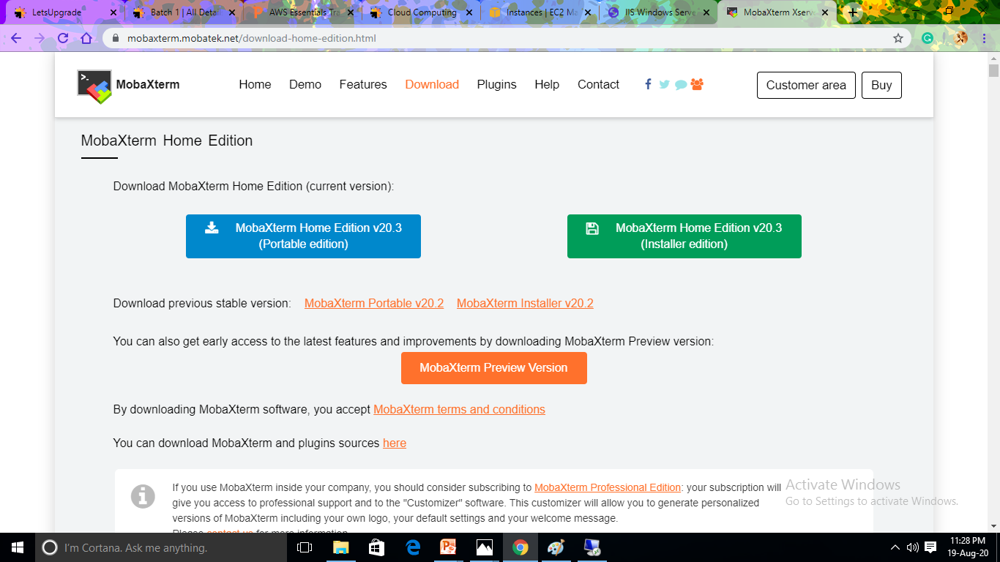 LetsUpgrade
Batch 1 | All Detail
AWS Essentials Tra
Cloud Computing
Instances | EC2 Ma
IIS Windows Serve
MobaXterm Xserve
mobaxterm.mobatek.net/download-home-edition.html
MobaXterm
Home
Demo
Features
Download
Plugins
Help
Contact
Customer area
Buy
MobaXterm Home Edition
Download MobaXterm Home Edition (current version):
MobaXterm Home Edition v20.3
(Portable edition)
MobaXterm Home Edition v20.3
(Installer edition)
Download previous stable version: MobaXterm Portable v20.2 MobaXterm Installer v20.2
You can also get early access to the latest features and improvements by downloading MobaXterm Preview version:
MobaXterm Preview Version
By downloading MobaXterm software, you accept MobaXterm terms and conditions
You can download MobaXterm and plugins sources here
If you use MobaXterm inside your company, you should consider subscribing to MobaXterm Professional Edition: your subscription will
give you access to professional support and to the "Customizer" software. This customizer will allow you to generate personalized
versions of MobaXterm including your own logo, your default settings and your welcome message.
Please contact us for more information.
Activate Windows
Go to Settings to activate Windows.
I'm Cortana. Ask me anything.
11:28 PM
19-Aug-20